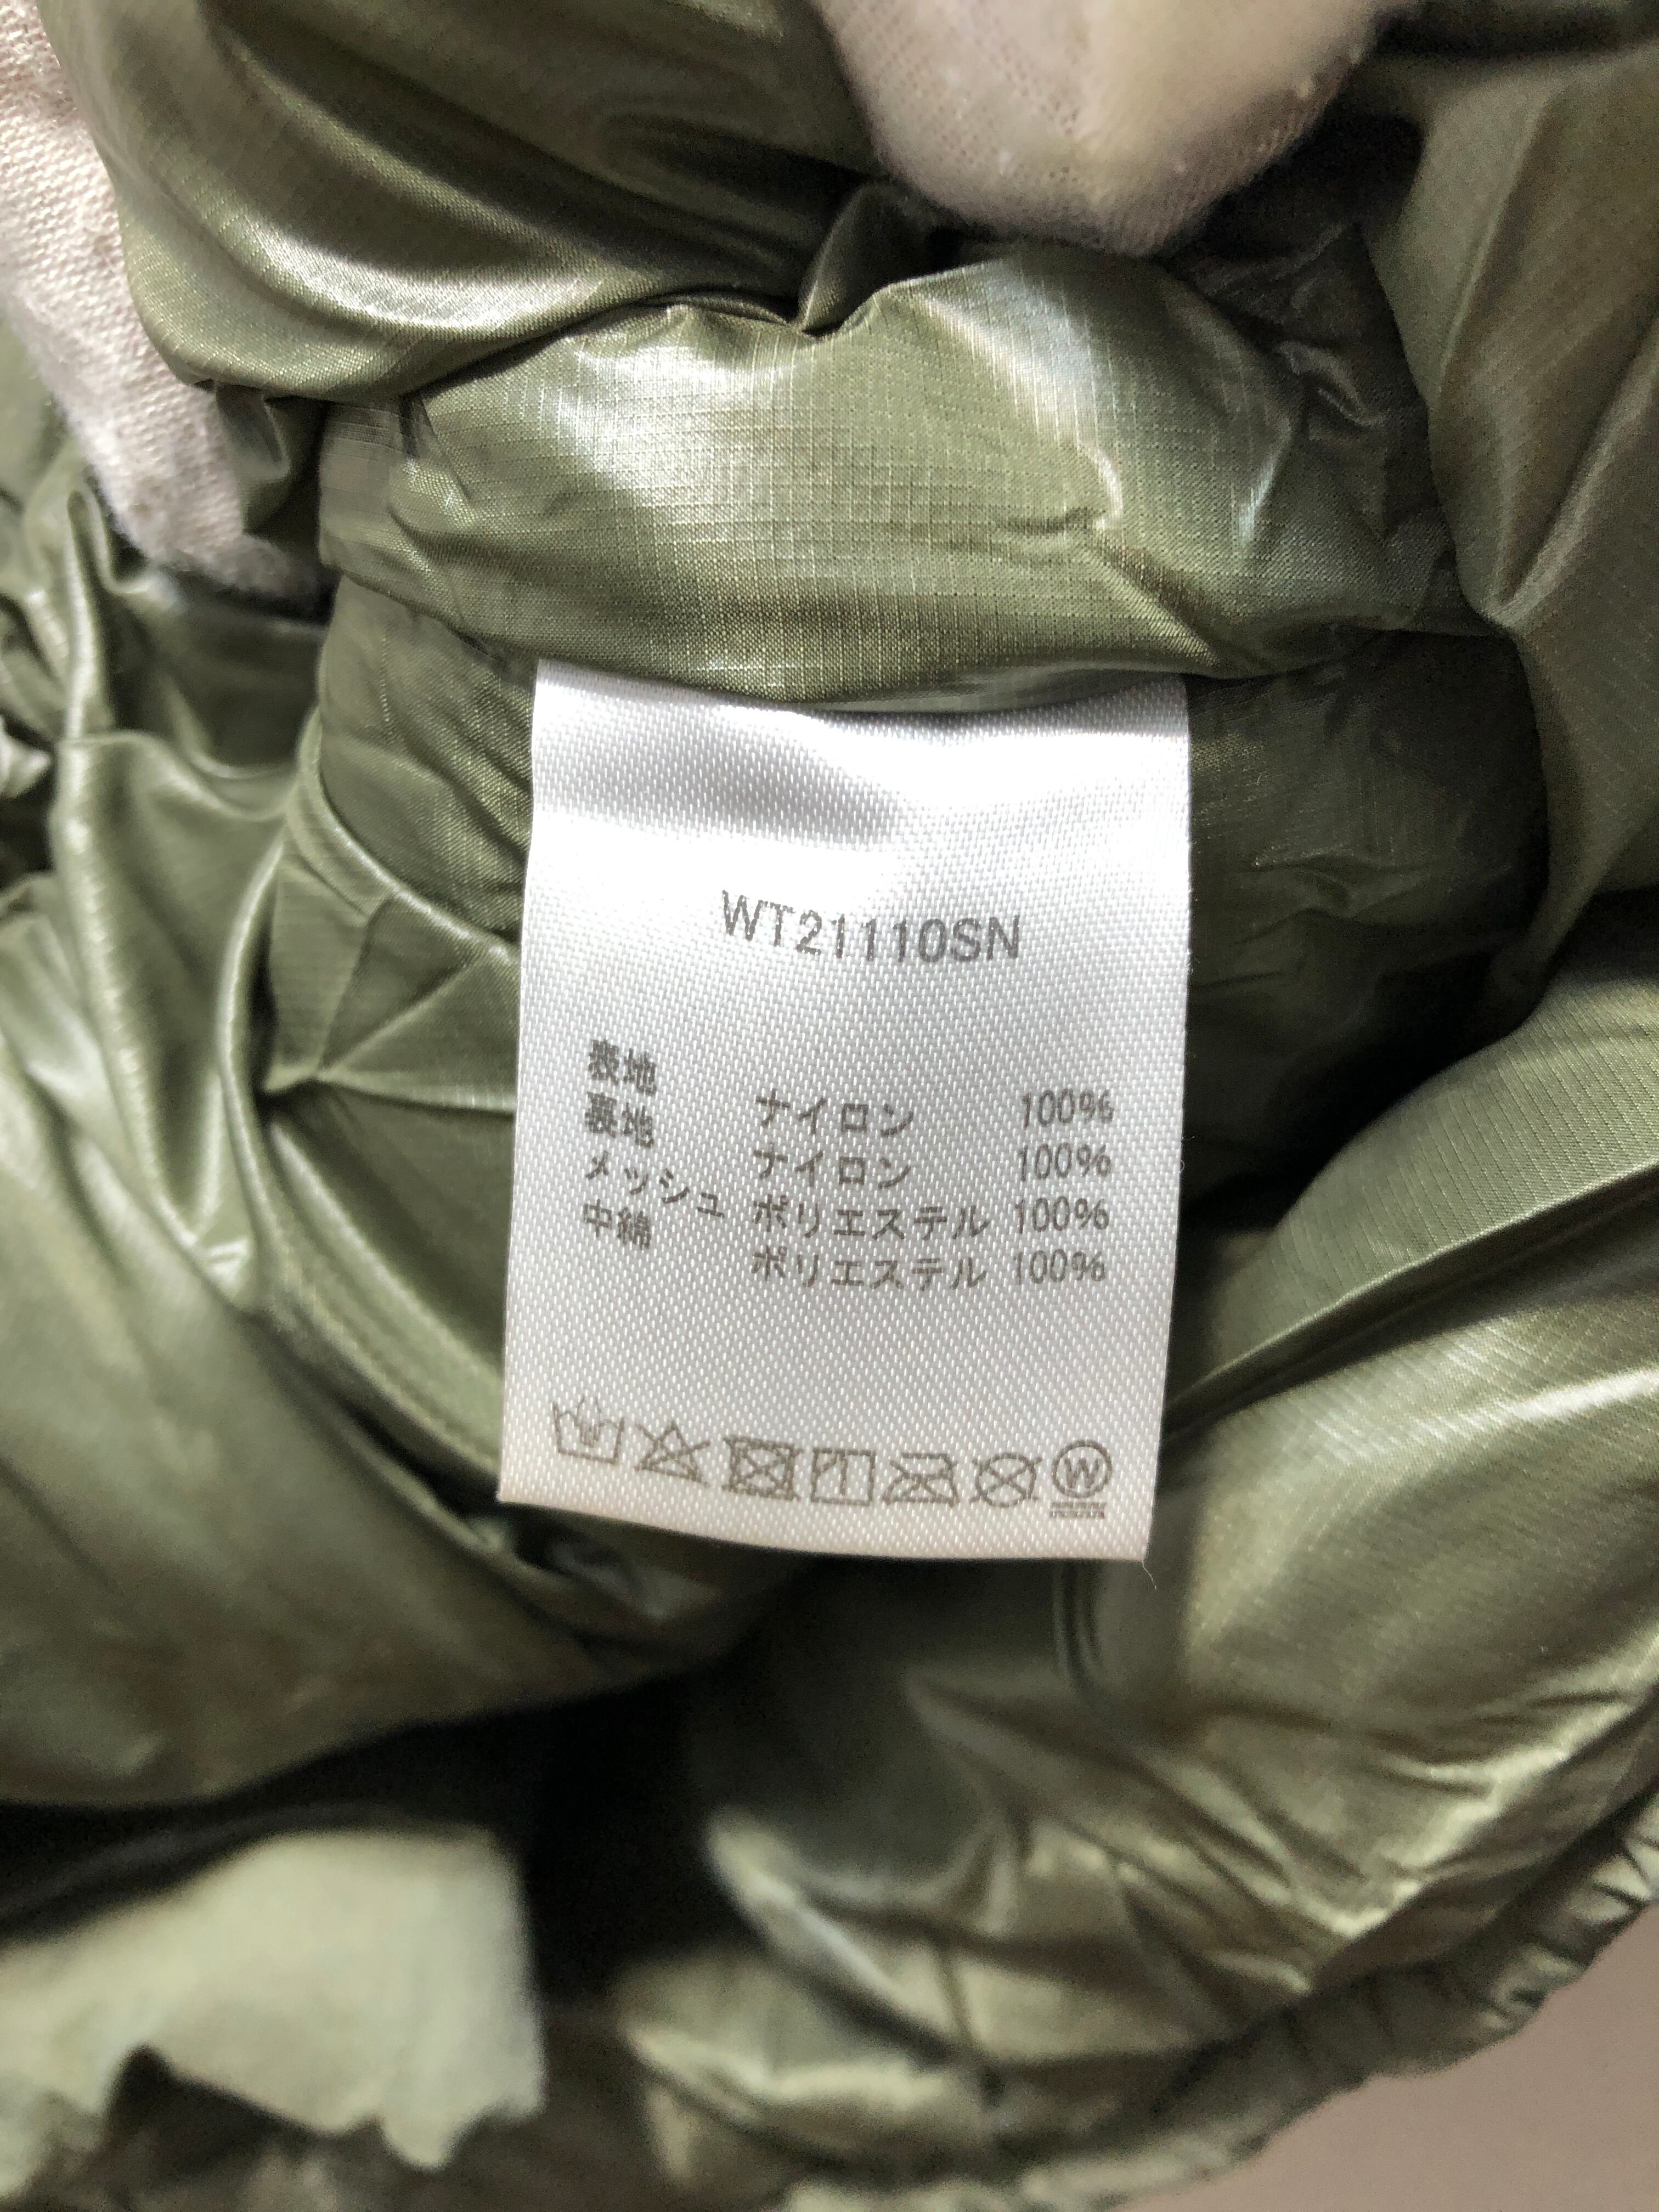 WT21110SN
表地 ナイロン 100%
裏地 ナイロン 100%
メッシュ ポリエステル 100%
中綿 ポリエステル 100%
W